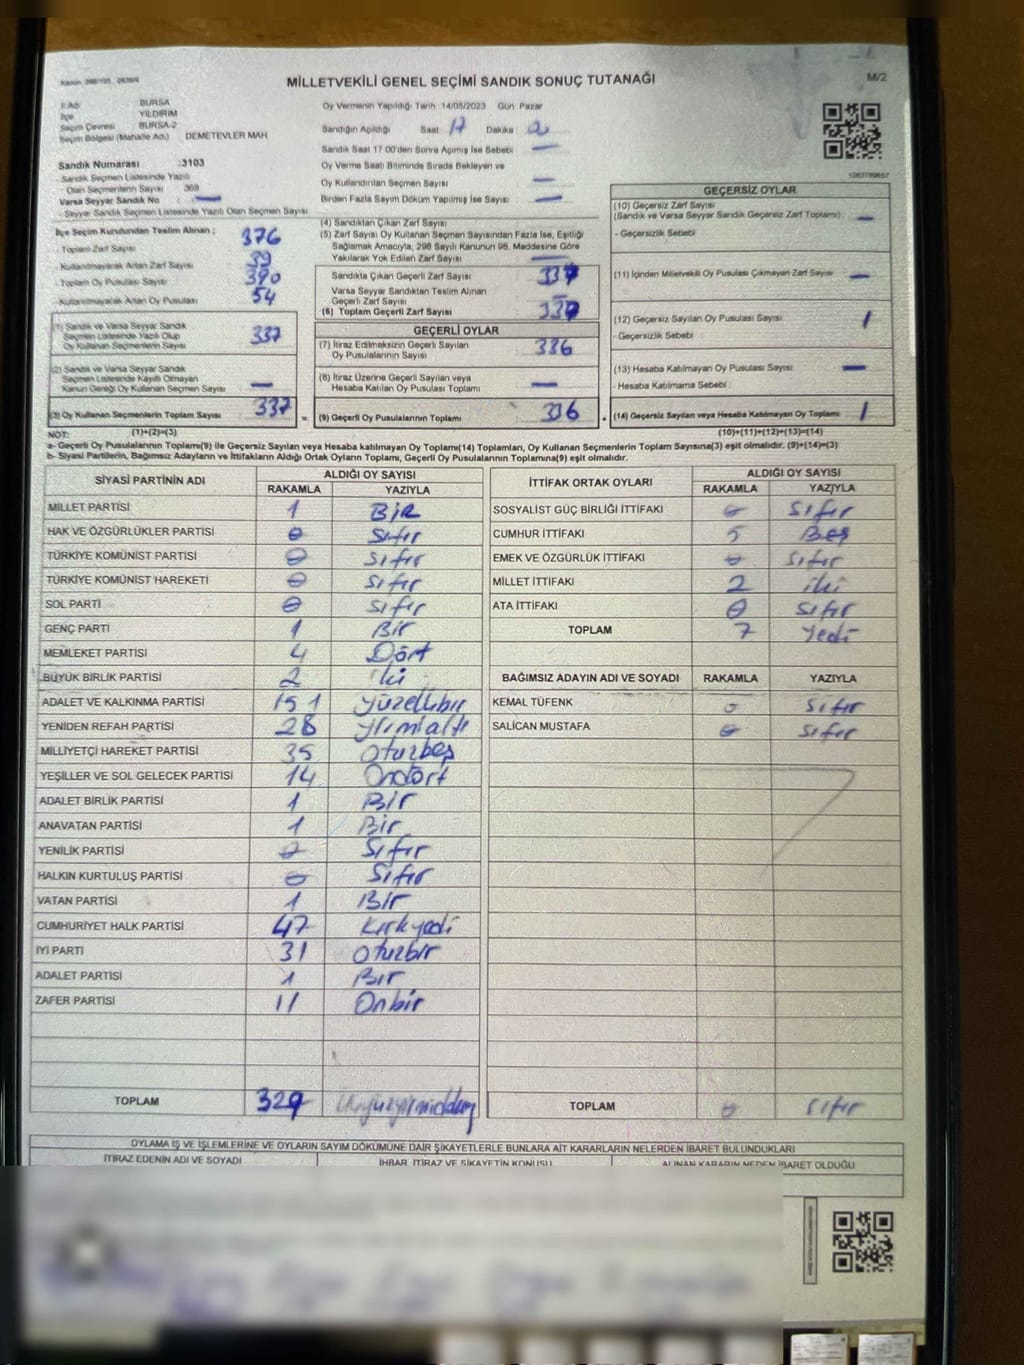 MİLLETVEKİLİ GENEL SEÇİMİ SANDIK SONUÇ TUTANAĞI
M/2
İl Adı BURSA
İlçe YILDIRIM
Seçim Çevresi BURSA-2
Seçim Bölgesi (Mahalle Adı) DEMETEVLER MAH
Sandık Numarası :3103
Sandık Seçmen Listesinde Yazılı
Olan Seçmenlerin Sayısı 369
Varsa Seyyar Sandık No —
Seyyar Sandık Seçmen Listesinde Yazılı Olan Seçmen Sayısı
Oy Vermenin Yapıldığı Tarih 14/05/2023 Gün Pazar
Sandığın Açıldığı Saat 17 Dakika
Sandık Saat 17.00'den Sonra Açımış İse Sebebi —
Oy Verme Saati Bitiminde Sırada Bekleyen ve
Oy Kullandırılan Seçmen Sayısı —
Birden Fazla Sayım Döküm Yapılmış İse Sayısı —
İlçe Seçim Kurulundan Teslim Alınan ;
Toplam Zarf Sayısı 376
Kullanılmayarak Artan Zarf Sayısı 39
Toplam Oy Pusulası Sayısı 390
Kullanılmayarak Artan Oy Pusulası 54
(1) Sandık ve Varsa Seyyar Sandık
Seçmen Listesinde Yazılı Olup
Oy Kullanan Seçmenlerin Sayısı 337
(2) Sandık ve Varsa Seyyar Sandık
Seçmen Listesinde Kayıtlı Olmayan
Kanun Gereği Oy Kullanan Seçmen Sayısı —
(3) Oy Kullanan Seçmenlerin Toplam Sayısı 337
(1)+(2)=(3)
(4) Sandıktan Çıkan Zarf Sayısı
(5) Zarf Sayısı Oy Kullanan Seçmen Sayısından Fazla İse, Eşitliği
Sağlamak Amacıyla, 298 Sayılı Kanunun 98. Maddesine Göre
Yakılarak Yok Edilen Zarf Sayısı —
Sandıkta Çıkan Geçerli Zarf Sayısı 337
Varsa Seyyar Sandıktan Teslim Alınan
Geçerli Zarf Sayısı —
(6) Toplam Geçerli Zarf Sayısı 337
GEÇERLİ OYLAR
(7) İtiraz Edilmeksizin Geçerli Sayılan
Oy Pusulalarının Sayısı 336
(8) İtiraz Üzerine Geçerli Sayılan veya
Hesaba Katılan Oy Pusulası Toplamı —
= (9) Geçerli Oy Pusulalarının Toplamı 336 +
GEÇERSİZ OYLAR
(10) Geçersiz Zarf Sayısı
(Sandık ve Varsa Seyyar Sandık Geçersiz Zarf Toplamı) —
- Geçersizlik Sebebi
(11) İçinden Milletvekili Oy Pusulası Çıkmayan Zarf Sayısı —
(12) Geçersiz Sayılan Oy Pusulası Sayısı 1
- Geçersizlik Sebebi
(13) Hesaba Katılmayan Oy Pusulası Sayısı —
- Hesaba Katılmama Sebebi
(14) Geçersiz Sayılan veya Hesaba Katılmayan Oy Toplamı 1
(10)+(11)+(12)+(13)=(14)
NOT:
a- Geçerli Oy Pusulalarının Toplamı(9) ile Geçersiz Sayılan veya Hesaba katılmayan Oy Toplamı(14) Toplamları, Oy Kullanan Seçmenlerin Toplam Sayısına(3) eşit olmalıdır. (9)+(14)=(3)
b- Siyasi Partilerin, Bağımsız Adayların ve İttifakların Aldığı Ortak Oyların Toplamı, Geçerli Oy Pusulalarının Toplamına(9) eşit olmalıdır.
SİYASİ PARTİNİN ADI ALDIĞI OY SAYISI
RAKAMLA YAZIYLA
MİLLET PARTİSİ 1 Bir
HAK VE ÖZGÜRLÜKLER PARTİSİ 0 Sıfır
TÜRKİYE KOMÜNİST PARTİSİ 0 Sıfır
TÜRKİYE KOMÜNİST HAREKETİ 0 Sıfır
SOL PARTİ 0 Sıfır
GENÇ PARTİ 1 Bir
MEMLEKET PARTİSİ 4 Dört
BÜYÜK BİRLİK PARTİSİ 2 iki
ADALET VE KALKINMA PARTİSİ 151 Yüzellibir
YENİDEN REFAH PARTİSİ 28
MİLLİYETÇİ HAREKET PARTİSİ 35 Otuzbeş
YEŞİLLER VE SOL GELECEK PARTİSİ 14 Ondört
ADALET BİRLİK PARTİSİ 1 Bir
ANAVATAN PARTİSİ 1 Bir
YENİLİK PARTİSİ 0 Sıfır
HALKIN KURTULUŞ PARTİSİ 0 Sıfır
VATAN PARTİSİ 1 Bir
CUMHURİYET HALK PARTİSİ 47 Kırkyedi
İYİ PARTİ 31 Otuzbir
ADALET PARTİSİ 1 Bir
ZAFER PARTİSİ 11 Onbir
TOPLAM 329
İTTİFAK ORTAK OYLARI ALDIĞI OY SAYISI
RAKAMLA YAZIYLA
SOSYALİST GÜÇ BİRLİĞİ İTTİFAKI 0 Sıfır
CUMHUR İTTİFAKI 5 Beş
EMEK VE ÖZGÜRLÜK İTTİFAKI 0 Sıfır
MİLLET İTTİFAKI 2 iki
ATA İTTİFAKI 0 Sıfır
TOPLAM 7 Yedi
BAĞIMSIZ ADAYIN ADI VE SOYADI RAKAMLA YAZIYLA
KEMAL TÜFENK 0 Sıfır
SALİCAN MUSTAFA 0 Sıfır
TOPLAM 0 Sıfır
OYLAMA İŞ VE İŞLEMLERİNE VE OYLARIN SAYIM DÖKÜMÜNE DAİR ŞİKAYETLERLE BUNLARA AİT KARARLARIN NELERDEN İBARET BULUNDUKLARI
İTİRAZ EDENİN ADI VE SOYADI İHBAR, İTİRAZ VE ŞİKAYETİN KONUSU ALINAN KARARIN NEDEN İBARET OLDUĞU